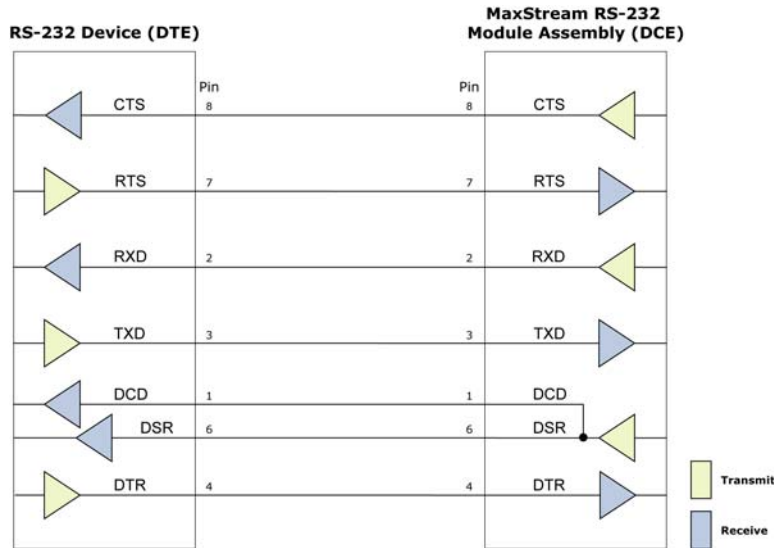 RS-232 Device (DTE)
MaxStream RS-232
Module Assembly (DCE)
Pin
Pin
CTS 8 8 CTS
RTS 7 7 RTS
RXD 2 2 RXD
TXD 3 3 TXD
DCD 1 1 DCD
DSR 6 6 DSR
DTR 4 4 DTR
Transmit
Receive